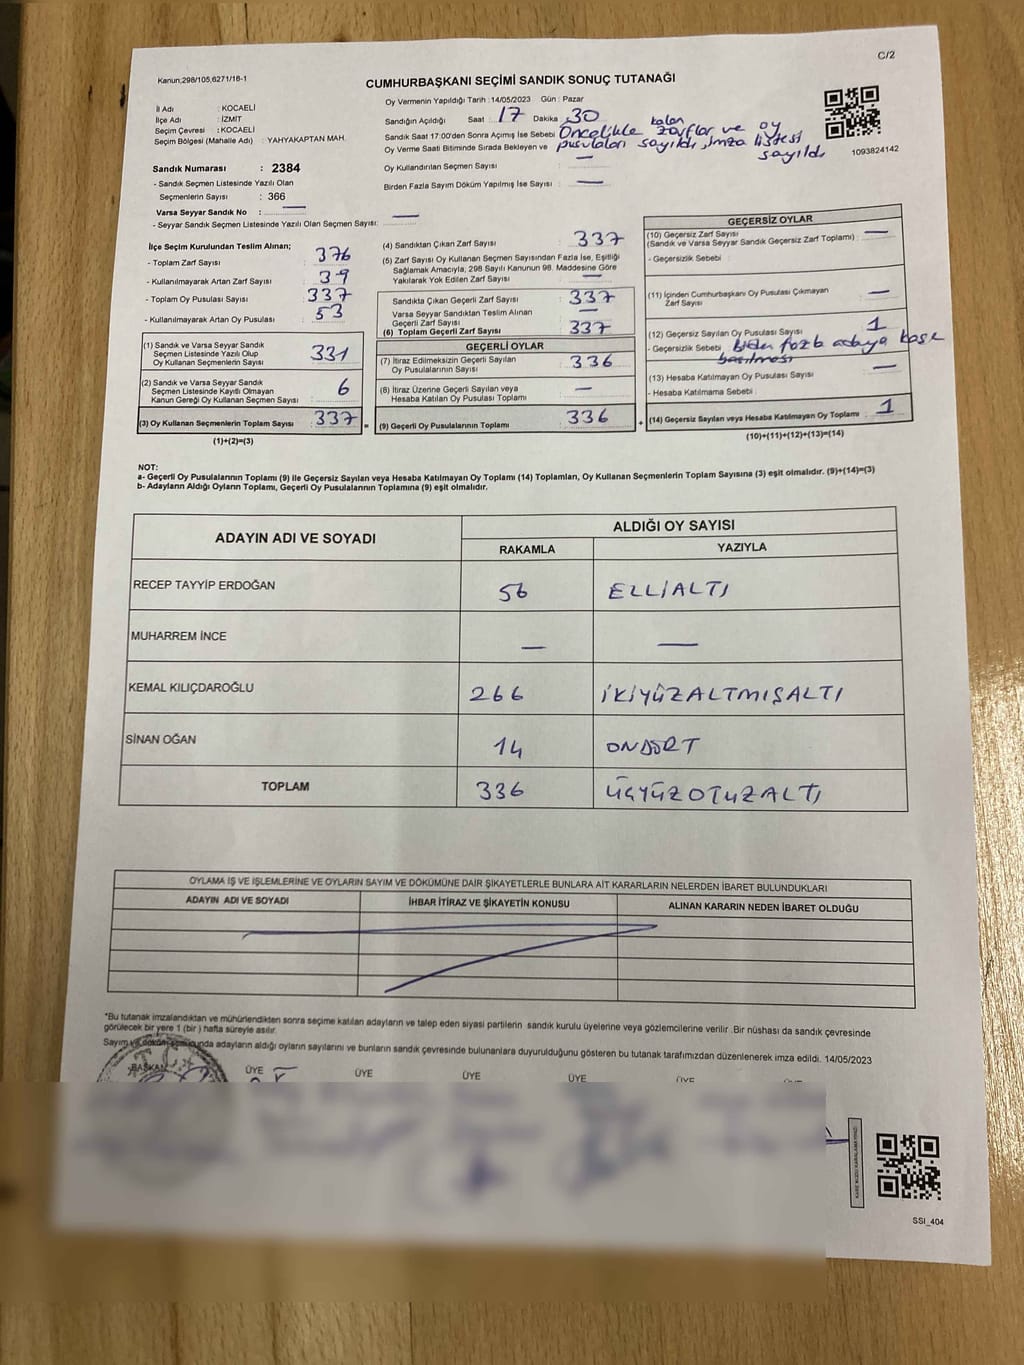 C/2
Kanun;298/105,6271/16-1
CUMHURBAŞKANI SEÇİMİ SANDIK SONUÇ TUTANAĞI
İl Adı : KOCAELİ
İlçe Adı : İZMİT
Seçim Çevresi : KOCAELİ
Seçim Bölgesi (Mahalle Adı) : YAHYAKAPTAN MAH.
Oy Vermenin Yapıldığı Tarih :14/05/2023 Gün : Pazar
Sandığın Açıldığı Saat : 17 Dakika : 30
Sandık Saat 17:00'den Sonra Açımış İse Sebebi : Öncelikle kalan zarflar ve oy
Oy Verme Saati Bitiminde Sırada Bekleyen ve pusulaları sayıldı, imza listesi
sayıldı
Oy Kullandırılan Seçmen Sayısı : —
Birden Fazla Sayım Döküm Yapılmış İse Sayısı : —
1093824142
Sandık Numarası : 2384
- Sandık Seçmen Listesinde Yazılı Olan
Seçmenlerin Sayısı : 366
Varsa Seyyar Sandık No : —
- Seyyar Sandık Seçmen Listesinde Yazılı Olan Seçmen Sayısı: —
İlçe Seçim Kurulundan Teslim Alınan;
- Toplam Zarf Sayısı : 376
- Kullanılmayarak Artan Zarf Sayısı : 39
- Toplam Oy Pusulası Sayısı : 337
- Kullanılmayarak Artan Oy Pusulası : 53
(1) Sandık ve Varsa Seyyar Sandık
Seçmen Listesinde Yazılı Olup
Oy Kullanan Seçmenlerin Sayısı : 331
(2) Sandık ve Varsa Seyyar Sandık
Seçmen Listesinde Kayıtlı Olmayan
Kanun Gereği Oy Kullanan Seçmen Sayısı : 6
(3) Oy Kullanan Seçmenlerin Toplam Sayısı : 337 =
(1)+(2)=(3)
(4) Sandıktan Çıkan Zarf Sayısı : 337
(5) Zarf Sayısı Oy Kullanan Seçmen Sayısından Fazla İse, Eşitliği
Sağlamak Amacıyla, 298 Sayılı Kanunun 98. Maddesine Göre
Yakılarak Yok Edilen Zarf Sayısı : —
Sandıkta Çıkan Geçerli Zarf Sayısı : 337
Varsa Seyyar Sandıktan Teslim Alınan
Geçerli Zarf Sayısı : —
(6) Toplam Geçerli Zarf Sayısı : 337
GEÇERLİ OYLAR
(7) İtiraz Edilmeksizin Geçerli Sayılan
Oy Pusulalarının Sayısı : 336
(8) İtiraz Üzerine Geçerli Sayılan veya
Hesaba Katılan Oy Pusulası Toplamı : —
(9) Geçerli Oy Pusulalarının Toplamı : 336 +
GEÇERSİZ OYLAR
(10) Geçersiz Zarf Sayısı
(Sandık ve Varsa Seyyar Sandık Geçersiz Zarf Toplamı) : —
- Geçersizlik Sebebi :
(11) İçinden Cumhurbaşkanı Oy Pusulası Çıkmayan
Zarf Sayısı : —
(12) Geçersiz Sayılan Oy Pusulası Sayısı : 1
- Geçersizlik Sebebi : Birden fazla adaya kaşe
basılması
(13) Hesaba Katılmayan Oy Pusulası Sayısı : —
- Hesaba Katılmama Sebebi :
(14) Geçersiz Sayılan veya Hesaba Katılmayan Oy Toplamı : 1
(10)+(11)+(12)+(13)=(14)
NOT:
a- Geçerli Oy Pusulalarının Toplamı (9) ile Geçersiz Sayılan veya Hesaba Katılmayan Oy Toplamı (14) Toplamları, Oy Kullanan Seçmenlerin Toplam Sayısına (3) eşit olmalıdır. (9)+(14)=(3)
b- Adayların Aldığı Oyların Toplamı, Geçerli Oy Pusulalarının Toplamına (9) eşit olmalıdır.
ADAYIN ADI VE SOYADI
ALDIĞI OY SAYISI
RAKAMLA YAZIYLA
RECEP TAYYİP ERDOĞAN 56 ELLİALTI
MUHARREM İNCE — —
KEMAL KILIÇDAROĞLU 266 İKİYÜZALTMIŞALTI
SİNAN OĞAN 14 ONDÖRT
TOPLAM 336 ÜÇYÜZOTUZALTI
OYLAMA İŞ VE İŞLEMLERİNE VE OYLARIN SAYIM VE DÖKÜMÜNE DAİR ŞİKAYETLERLE BUNLARA AİT KARARLARIN NELERDEN İBARET BULUNDUKLARI
ADAYIN ADI VE SOYADI İHBAR İTİRAZ VE ŞİKAYETİN KONUSU ALINAN KARARIN NEDEN İBARET OLDUĞU
*Bu tutanak imzalandıktan ve mühürlendikten sonra seçime katılan adayların ve talep eden siyasi partilerin sandık kurulu üyelerine veya gözlemcilerine verilir .Bir nüshası da sandık çevresinde
görülecek bir yere 1 (bir ) hafta süreyle asılır.
Sayım ve döküm sonucunda adayların aldığı oyların sayılarını ve bunların sandık çevresinde bulunanlara duyurulduğunu gösteren bu tutanak tarafımızdan düzenlenerek imza edildi. 14/05/2023
BAŞKAN ÜYE ÜYE ÜYE ÜYE ÜYE ÜYE
SSI_404